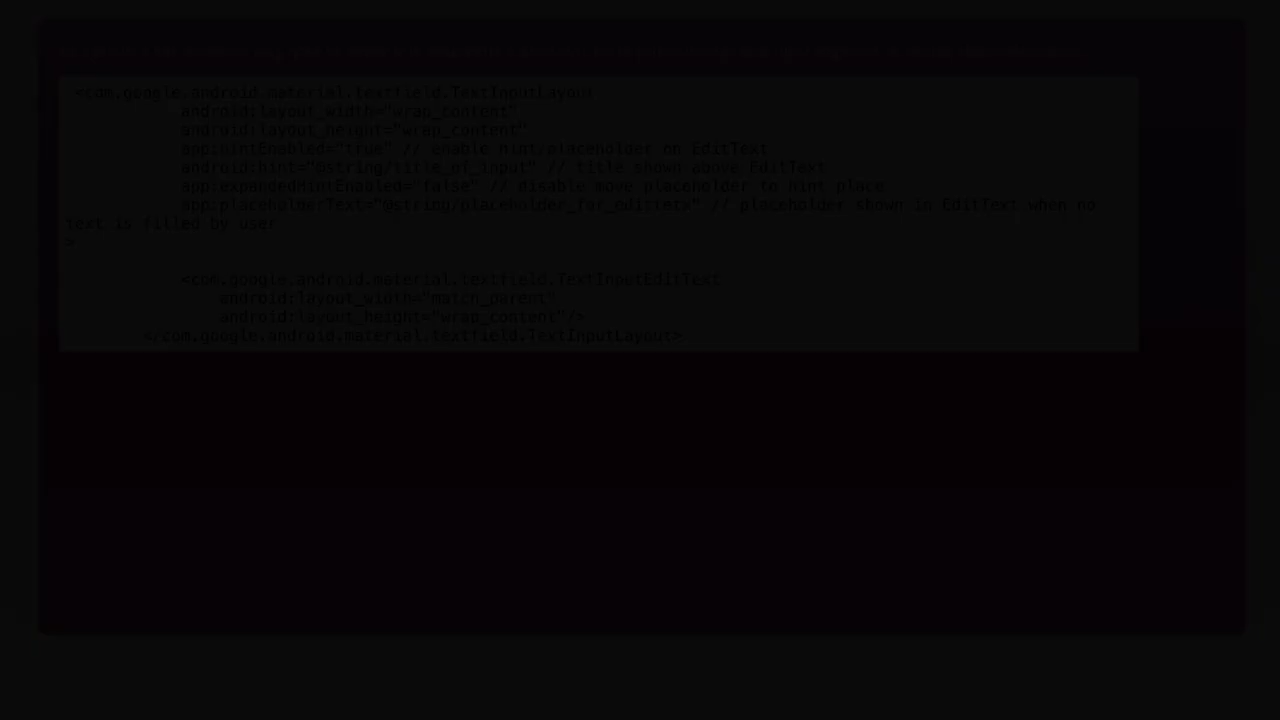 <com.google.android.material.textfield.TextInputLayout
android:layout_width="wrap_content"
android:layout_height="wrap_content"
app:hintEnabled="true" // enable hint/placeholder on EditText
android:hint="@string/title_of_input" // title shown above EditText
app:expandedHintEnabled="false" // disable move placeholder to hint place
app:placeholderText="@string/placeholder_for_edittetx" // placeholder shown in EditText when no
text is filled by user
>
<com.google.android.material.textfield.TextInputEditText
android:layout_width="match_parent"
android:layout_height="wrap_content"/>
</com.google.android.material.textfield.TextInputLayout>